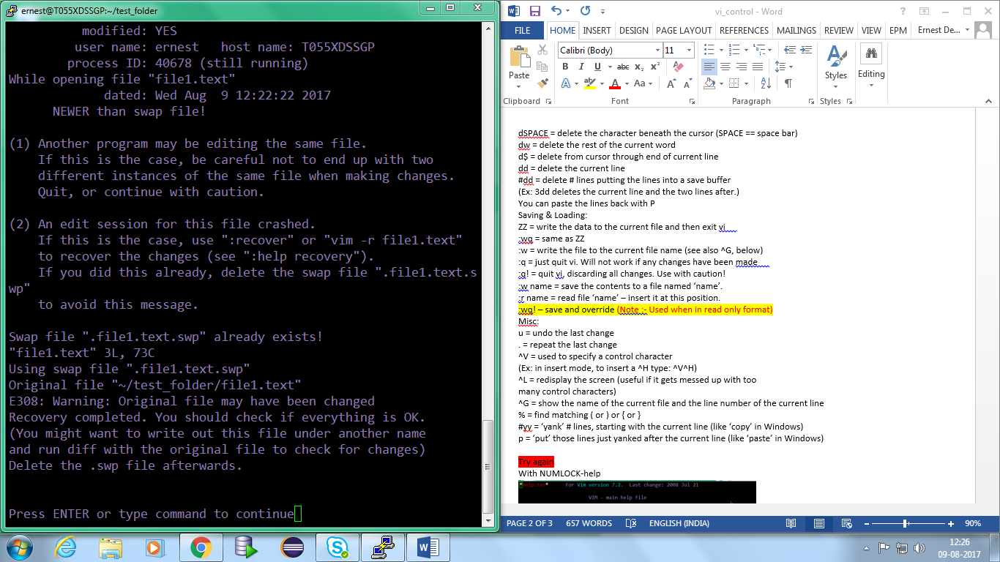 ernest@T055XDSSGP:~/test_folder
modified: YES
user name: ernest   host name: T055XDSSGP
process ID: 40678 (still running)
While opening file "file1.text"
dated: Wed Aug  9 12:22:22 2017
NEWER than swap file!
(1) Another program may be editing the same file.
If this is the case, be careful not to end up with two
different instances of the same file when making changes.
Quit, or continue with caution.
(2) An edit session for this file crashed.
If this is the case, use ":recover" or "vim -r file1.text"
to recover the changes (see ":help recovery").
If you did this already, delete the swap file ".file1.text.s
wp"
to avoid this message.
Swap file ".file1.text.swp" already exists!
"file1.text" 3L, 73C
Using swap file ".file1.text.swp"
Original file "~/test_folder/file1.text"
E308: Warning: Original file may have been changed
Recovery completed. You should check if everything is OK.
(You might want to write out this file under another name
and run diff with the original file to check for changes)
Delete the .swp file afterwards.
Press ENTER or type command to continue
vi_control - Word
FILE HOME INSERT DESIGN PAGE LAYOUT REFERENCES MAILINGS REVIEW VIEW EPM Ernest De...
Calibri (Body) 11
Paste
B I U abc x₂ x²
A ab A Aa A A
Styles Editing
Clipboard Font Paragraph Styles
dSPACE = delete the character beneath the cursor (SPACE == space bar)
dw = delete the rest of the current word
d$ = delete from cursor through end of current line
dd = delete the current line
#dd = delete # lines putting the lines into a save buffer
(Ex: 3dd deletes the current line and the two lines after.)
You can paste the lines back with P
Saving & Loading:
ZZ = write the data to the current file and then exit vi
:wq = same as ZZ
:w = write the file to the current file name (see also ^G, below)
:q = just quit vi. Will not work if any changes have been made
:q! = quit vi, discarding all changes. Use with caution!
:w name = save the contents to a file named ‘name’.
:r name = read file ‘name’ – insert it at this position.
:wq! – save and override (Note :- Used when in read only format)
Misc:
u = undo the last change
. = repeat the last change
^V = used to specify a control character
(Ex: in insert mode, to insert a ^H type: ^V^H)
^L = redisplay the screen (useful if it gets messed up with too
many control characters)
^G = show the name of the current file and the line number of the current line
% = find matching ( or ) or { or }
#yy = ‘yank’ # lines, starting with the current line (like ‘copy’ in Windows)
p = ‘put’ those lines just yanked after the current line (like ‘paste’ in Windows)
Try again
With NUMLOCK-help
*help.txt*   For Vim version 7.2.  Last change: 2008 Jul 21
VIM - main help file
PAGE 2 OF 3 657 WORDS ENGLISH (INDIA) 90%
12:26
09-08-2017